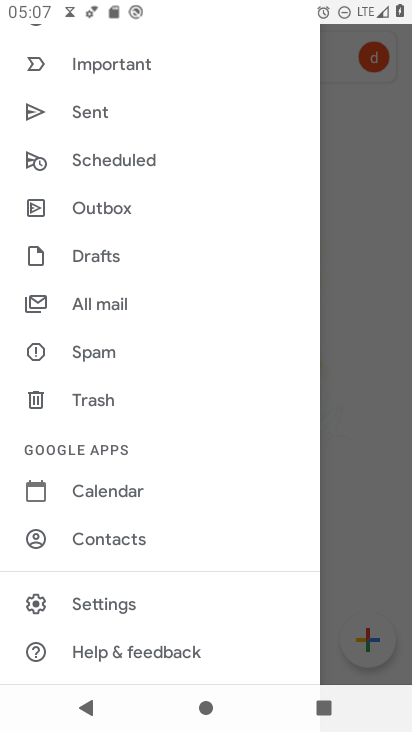 05:07
LTE
d
Important
Sent
Scheduled
Outbox
Drafts
All mail
Spam
Trash
GOOGLE APPS
Calendar
Contacts
Settings
Help & feedback